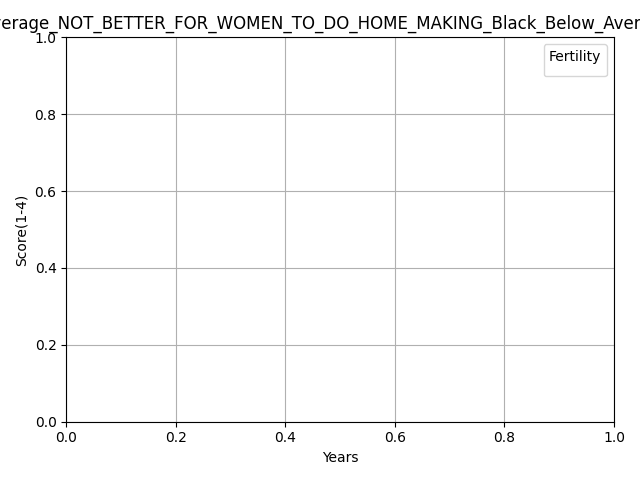 verage_NOT_BETTER_FOR_WOMEN_TO_DO_HOME_MAKING_Black_Below_Aver
Fertility
1.0
0.8
0.6
0.4
0.2
0.0
Score(1-4)
0.0 0.2 0.4 0.6 0.8 1.0
Years